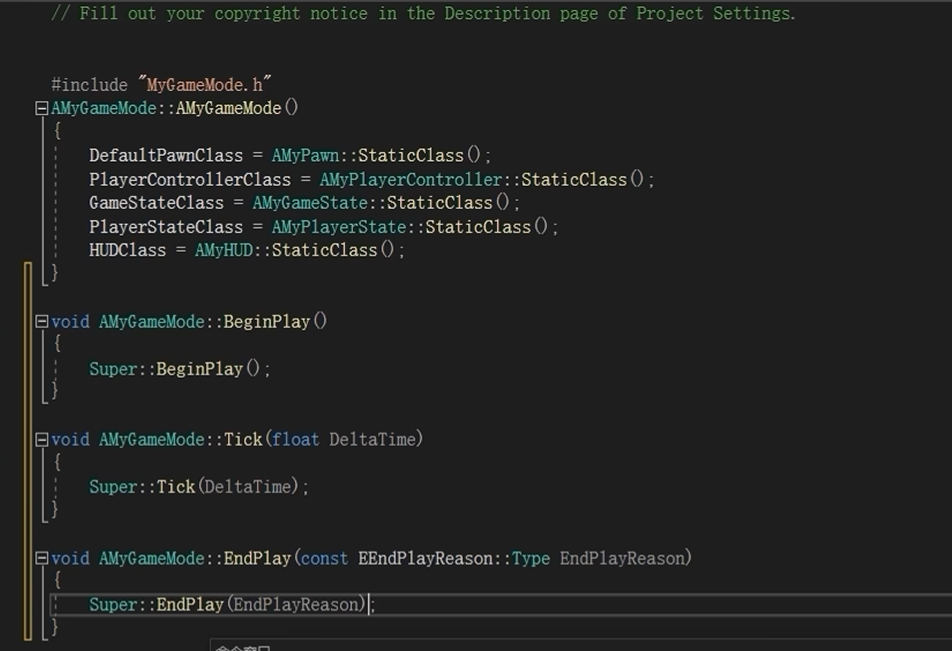 // Fill out your copyright notice in the Description page of Project Settings.
#include "MyGameMode.h"
AMyGameMode::AMyGameMode()
{
DefaultPawnClass = AMyPawn::StaticClass();
PlayerControllerClass = AMyPlayerController::StaticClass();
GameStateClass = AMyGameState::StaticClass();
PlayerStateClass = AMyPlayerState::StaticClass();
HUDClass = AMyHUD::StaticClass();
}
void AMyGameMode::BeginPlay()
{
Super::BeginPlay();
}
void AMyGameMode::Tick(float DeltaTime)
{
Super::Tick(DeltaTime);
}
void AMyGameMode::EndPlay(const EEndPlayReason::Type EndPlayReason)
{
Super::EndPlay(EndPlayReason);
}